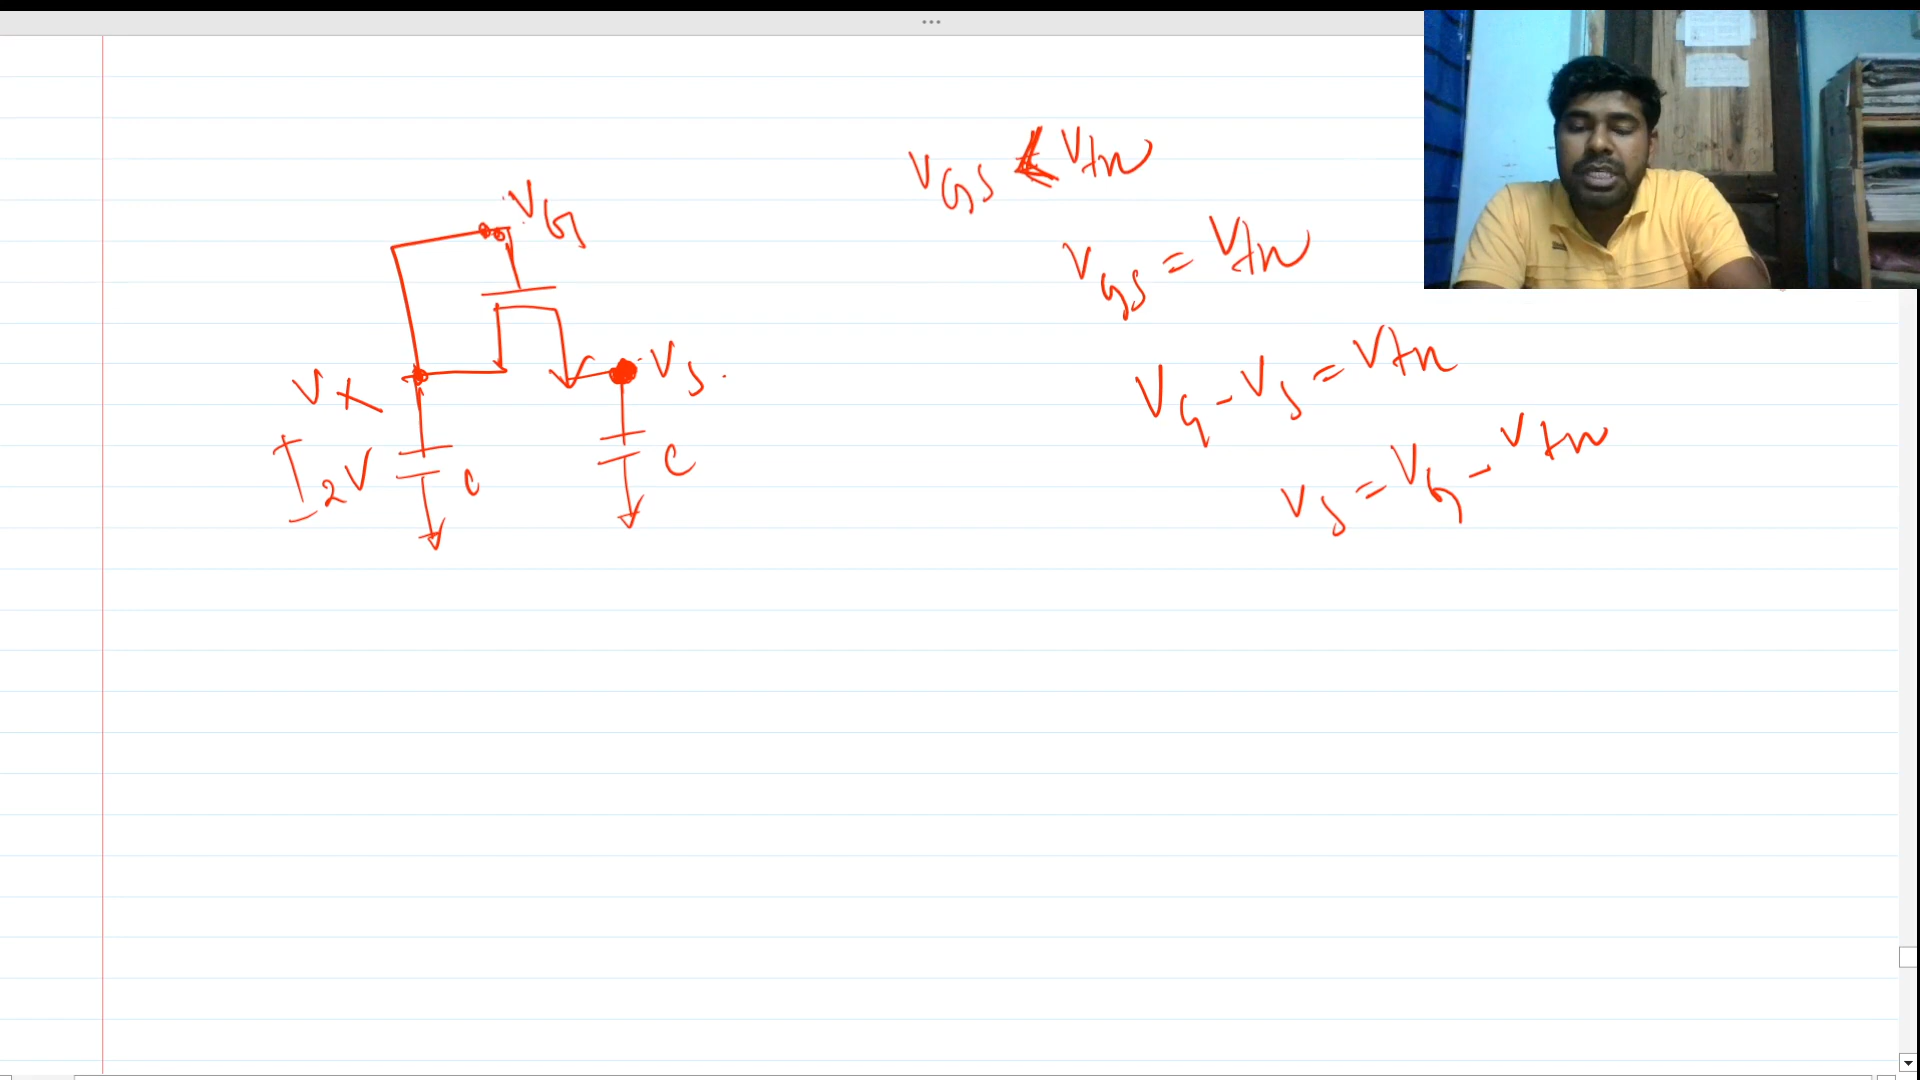 VGS < Vtn
VG
VGS = Vtn
VX
VS
VG - VS = Vtn
2V
C
C
VS = VG - Vtn